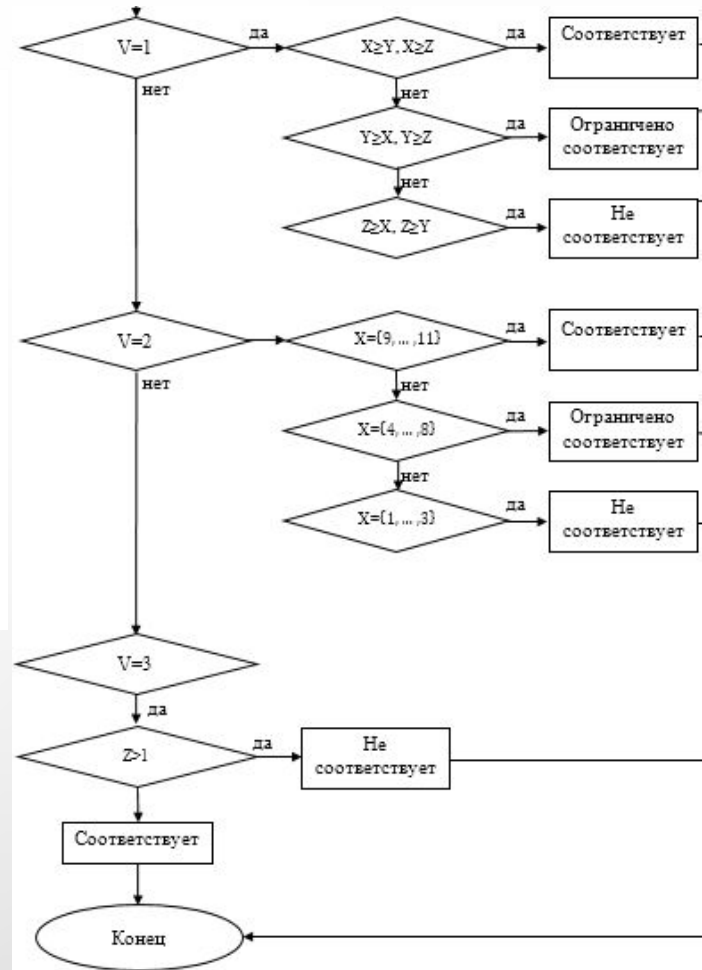 V=1
да
X≥Y, X≥Z
да
Соответствует
нет
нет
Y≥X, Y≥Z
да
Ограничено
соответствует
нет
Z≥X, Z≥Y
да
Не
соответствует
V=2
X={9, ... ,11}
да
Соответствует
нет
нет
X={4, ... ,8}
да
Ограничено
соответствует
нет
X={1, ... ,3}
да
Не
соответствует
V=3
да
Z>1
да
Не
соответствует
Соответствует
Конец